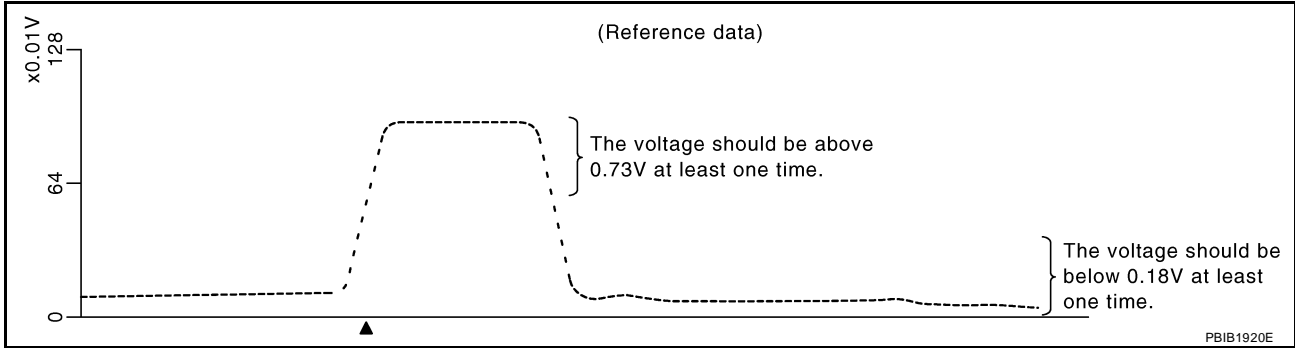 (Reference data)
x0.01V
128
64
0
The voltage should be above
0.73V at least one time.
The voltage should be
below 0.18V at least
one time.
PBIB1920E